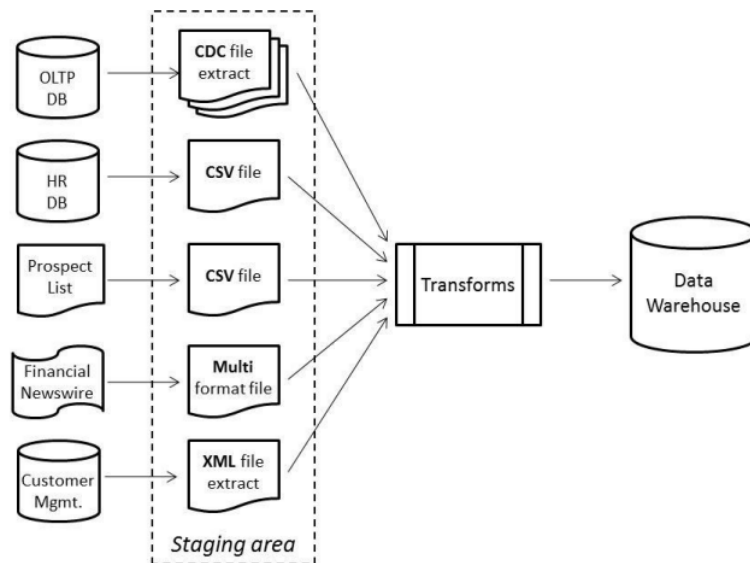 OLTP
DB
CDC file
extract
HR
DB
CSV file
Prospect
List
CSV file
Transforms
Data
Warehouse
Financial
Newswire
Multi
format file
Customer
Mgmt.
XML file
extract
Staging area